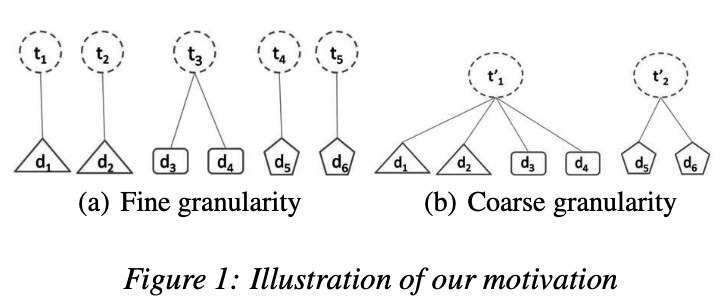 t1 t2 t3 t4 t5 t'1 t'2
d1 d2 d3 d4 d5 d6 d1 d2 d3 d4 d5 d6
(a) Fine granularity (b) Coarse granularity
Figure 1: Illustration of our motivation